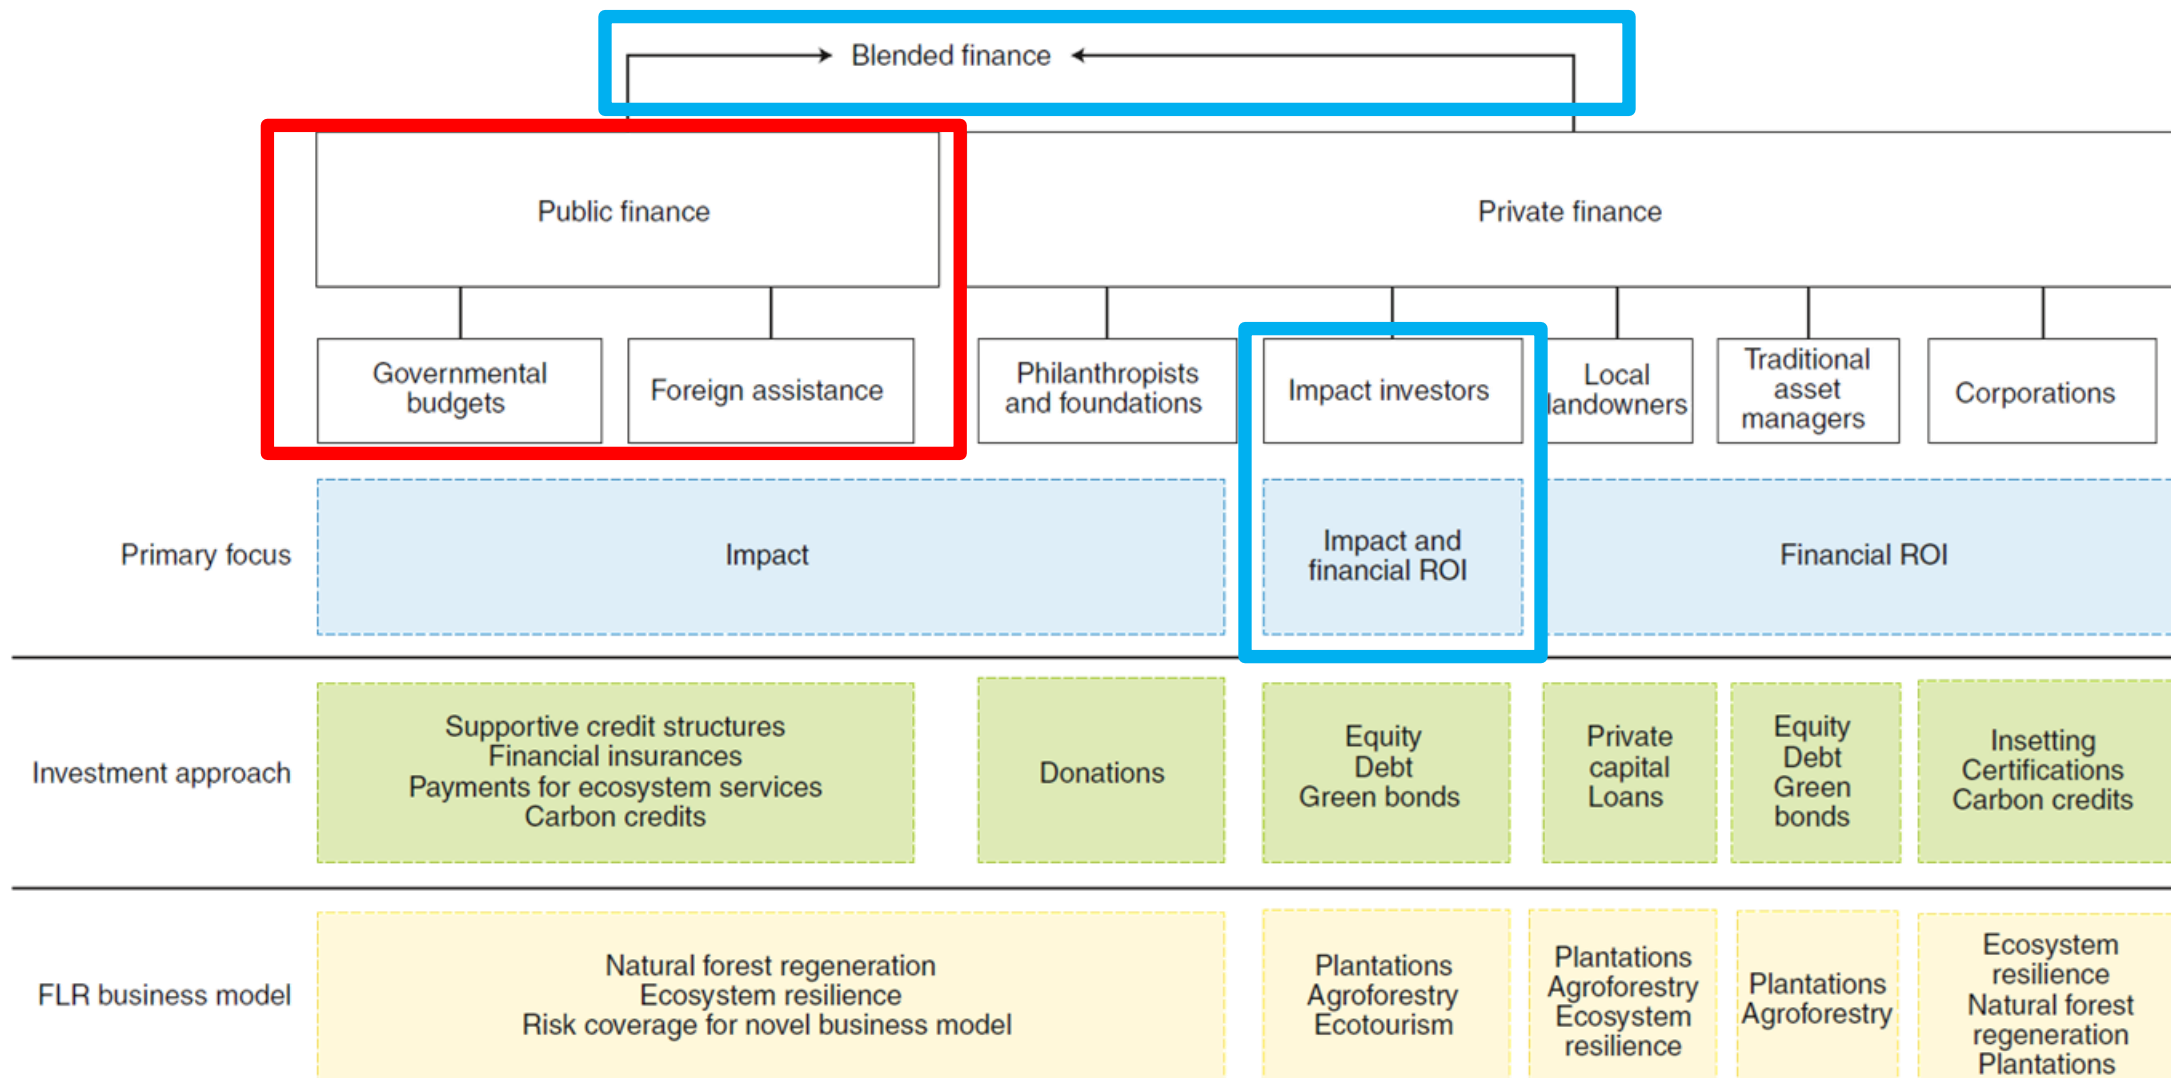 Blended finance
Public finance
Private finance
Governmental
budgets
Foreign assistance
Philanthropists
and foundations
Impact investors
Local
landowners
Traditional
asset
managers
Corporations
Primary focus
Impact
Impact and
financial ROI
Financial ROI
Investment approach
Supportive credit structures
Financial insurances
Payments for ecosystem services
Carbon credits
Donations
Equity
Debt
Green bonds
Private
capital
Loans
Equity
Debt
Green
bonds
Insetting
Certifications
Carbon credits
FLR business model
Natural forest regeneration
Ecosystem resilience
Risk coverage for novel business model
Plantations
Agroforestry
Ecotourism
Plantations
Agroforestry
Ecosystem
resilience
Plantations
Agroforestry
Ecosystem
resilience
Natural forest
regeneration
Plantations